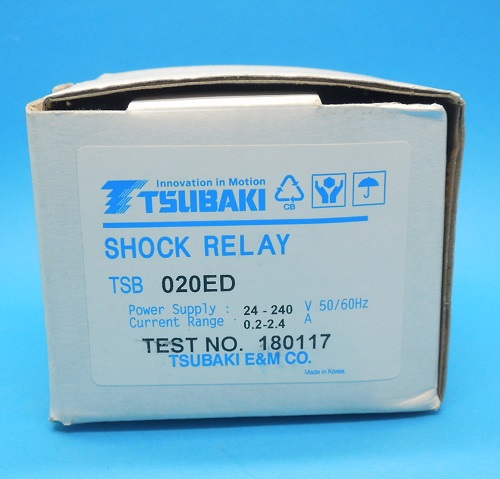 Innovation in Motion
TSUBAKI
CB
SHOCK RELAY
TSB 020ED
Power Supply : 24 - 240 V 50/60Hz
Current Range : 0.2-2.4 A
TEST NO. 180117
TSUBAKI E&M CO.
Made in Korea.